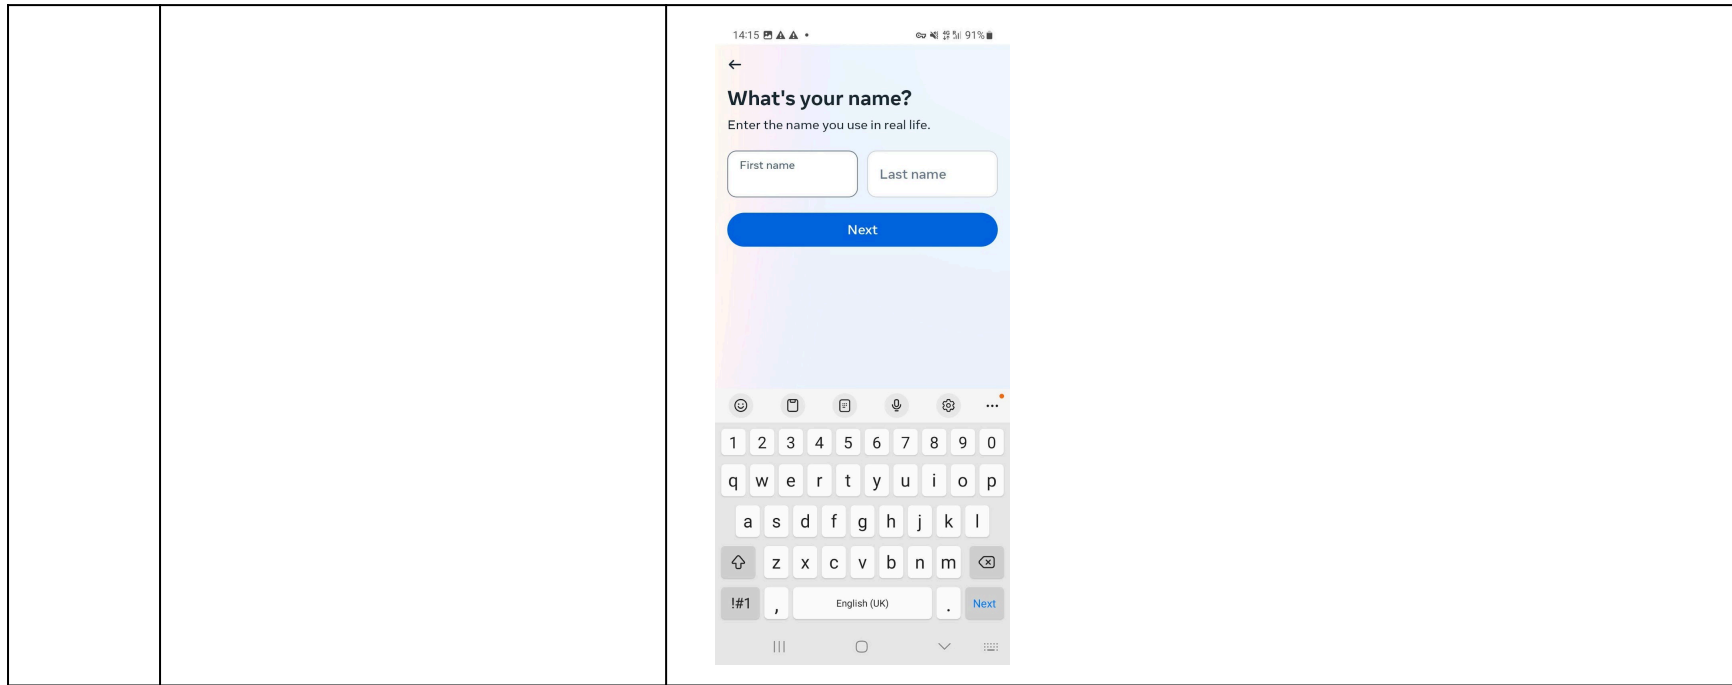 14:15 91%
What's your name?
Enter the name you use in real life.
First name Last name
Next
1 2 3 4 5 6 7 8 9 0
q w e r t y u i o p
a s d f g h j k l
z x c v b n m
!#1 , English (UK) . Next